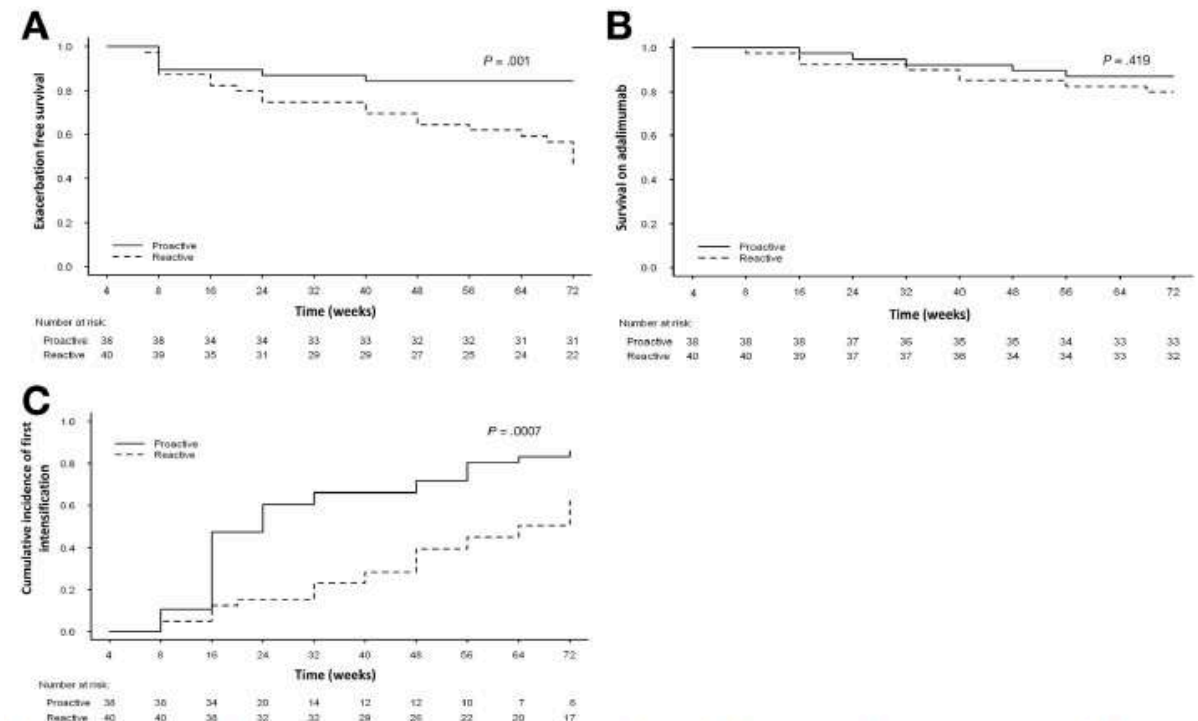 A
Exacerbation free survival
1.0
0.8
0.6
0.4
0.2
0.0
P = .001
Proactive
Reactive
4 8 16 24 32 40 48 56 64 72
Time (weeks)
Number at risk:
Proactive 38 38 34 34 33 33 32 32 31 31
Reactive 40 39 35 31 29 29 27 25 24 22
B
Survival on adalimumab
1.0
0.8
0.6
0.4
0.2
0.0
P = .419
Proactive
Reactive
4 8 16 24 32 40 48 56 64 72
Time (weeks)
Number at risk:
Proactive 38 38 38 37 36 35 35 34 33 33
Reactive 40 40 39 37 37 36 34 34 33 32
C
Cumulative incidence of first
intensification
1.0
0.8
0.6
0.4
0.2
0.0
P = .0007
Proactive
Reactive
4 8 16 24 32 40 48 56 64 72
Time (weeks)
Number at risk:
Proactive 38 38 34 20 14 12 12 10 7 6
Reactive 40 40 38 32 32 29 26 22 20 17